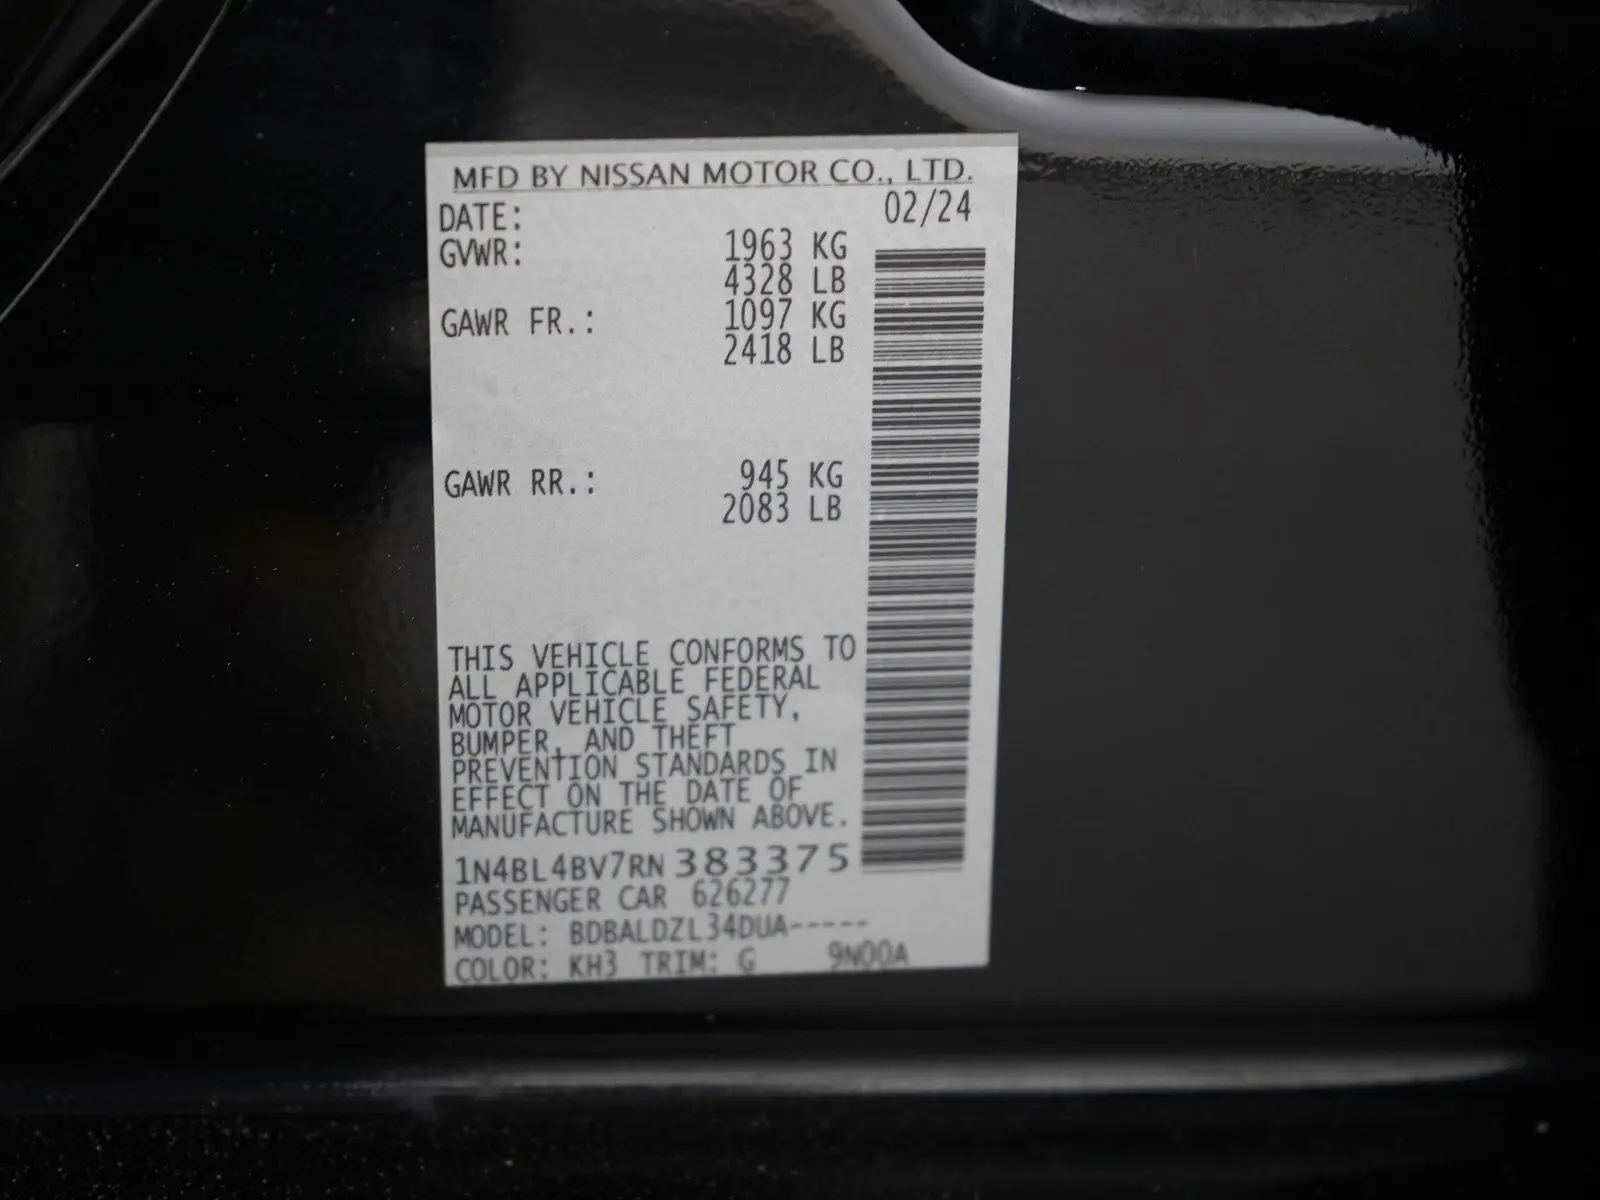 MFD BY NISSAN MOTOR CO., LTD.
DATE: 02/24
GVWR: 1963 KG
4328 LB
GAWR FR.: 1097 KG
2418 LB
GAWR RR.: 945 KG
2083 LB
THIS VEHICLE CONFORMS TO
ALL APPLICABLE FEDERAL
MOTOR VEHICLE SAFETY,
BUMPER, AND THEFT
PREVENTION STANDARDS IN
EFFECT ON THE DATE OF
MANUFACTURE SHOWN ABOVE.
1N4BL4BV7RN383375
PASSENGER CAR 626277
MODEL: BDBALDZL34DUA-----
COLOR: KH3 TRIM: G 9N00A